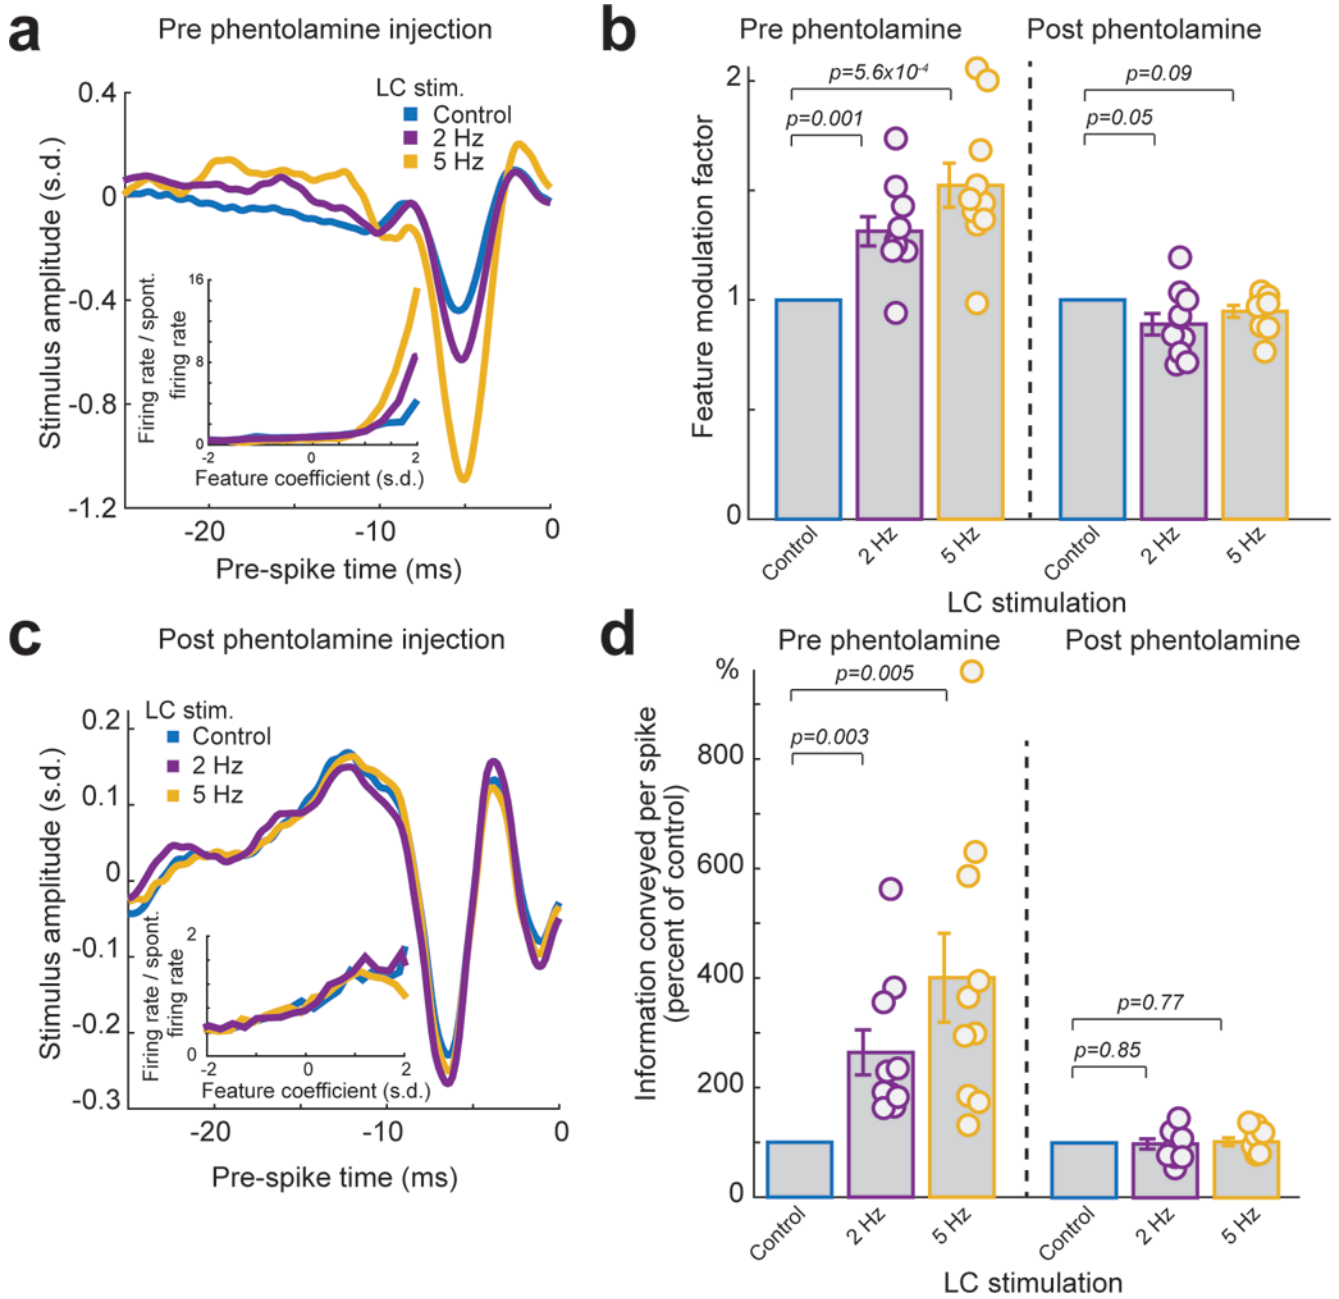 a
Pre phentolamine injection
LC stim.
Control
2 Hz
5 Hz
0.4
0
-0.4
-0.8
-1.2
Stimulus amplitude (s.d.)
-20
-10
0
Pre-spike time (ms)
16
8
0
Firing rate / spont.
firing rate
-2
0
2
Feature coefficient (s.d.)
b
Pre phentolamine
Post phentolamine
2
1
0
Feature modulation factor
p=5.6x10-4
p=0.001
p=0.09
p=0.05
Control
2 Hz
5 Hz
Control
2 Hz
5 Hz
LC stimulation
c
Post phentolamine injection
LC stim.
Control
2 Hz
5 Hz
0.2
0.1
0
-0.1
-0.2
-0.3
Stimulus amplitude (s.d.)
-20
-10
0
Pre-spike time (ms)
2
0
Firing rate / spont.
firing rate
-2
0
2
Feature coefficient (s.d.)
d
Pre phentolamine
Post phentolamine
%
800
600
400
200
0
Information conveyed per spike
(percent of control)
p=0.005
p=0.003
p=0.77
p=0.85
Control
2 Hz
5 Hz
Control
2 Hz
5 Hz
LC stimulation